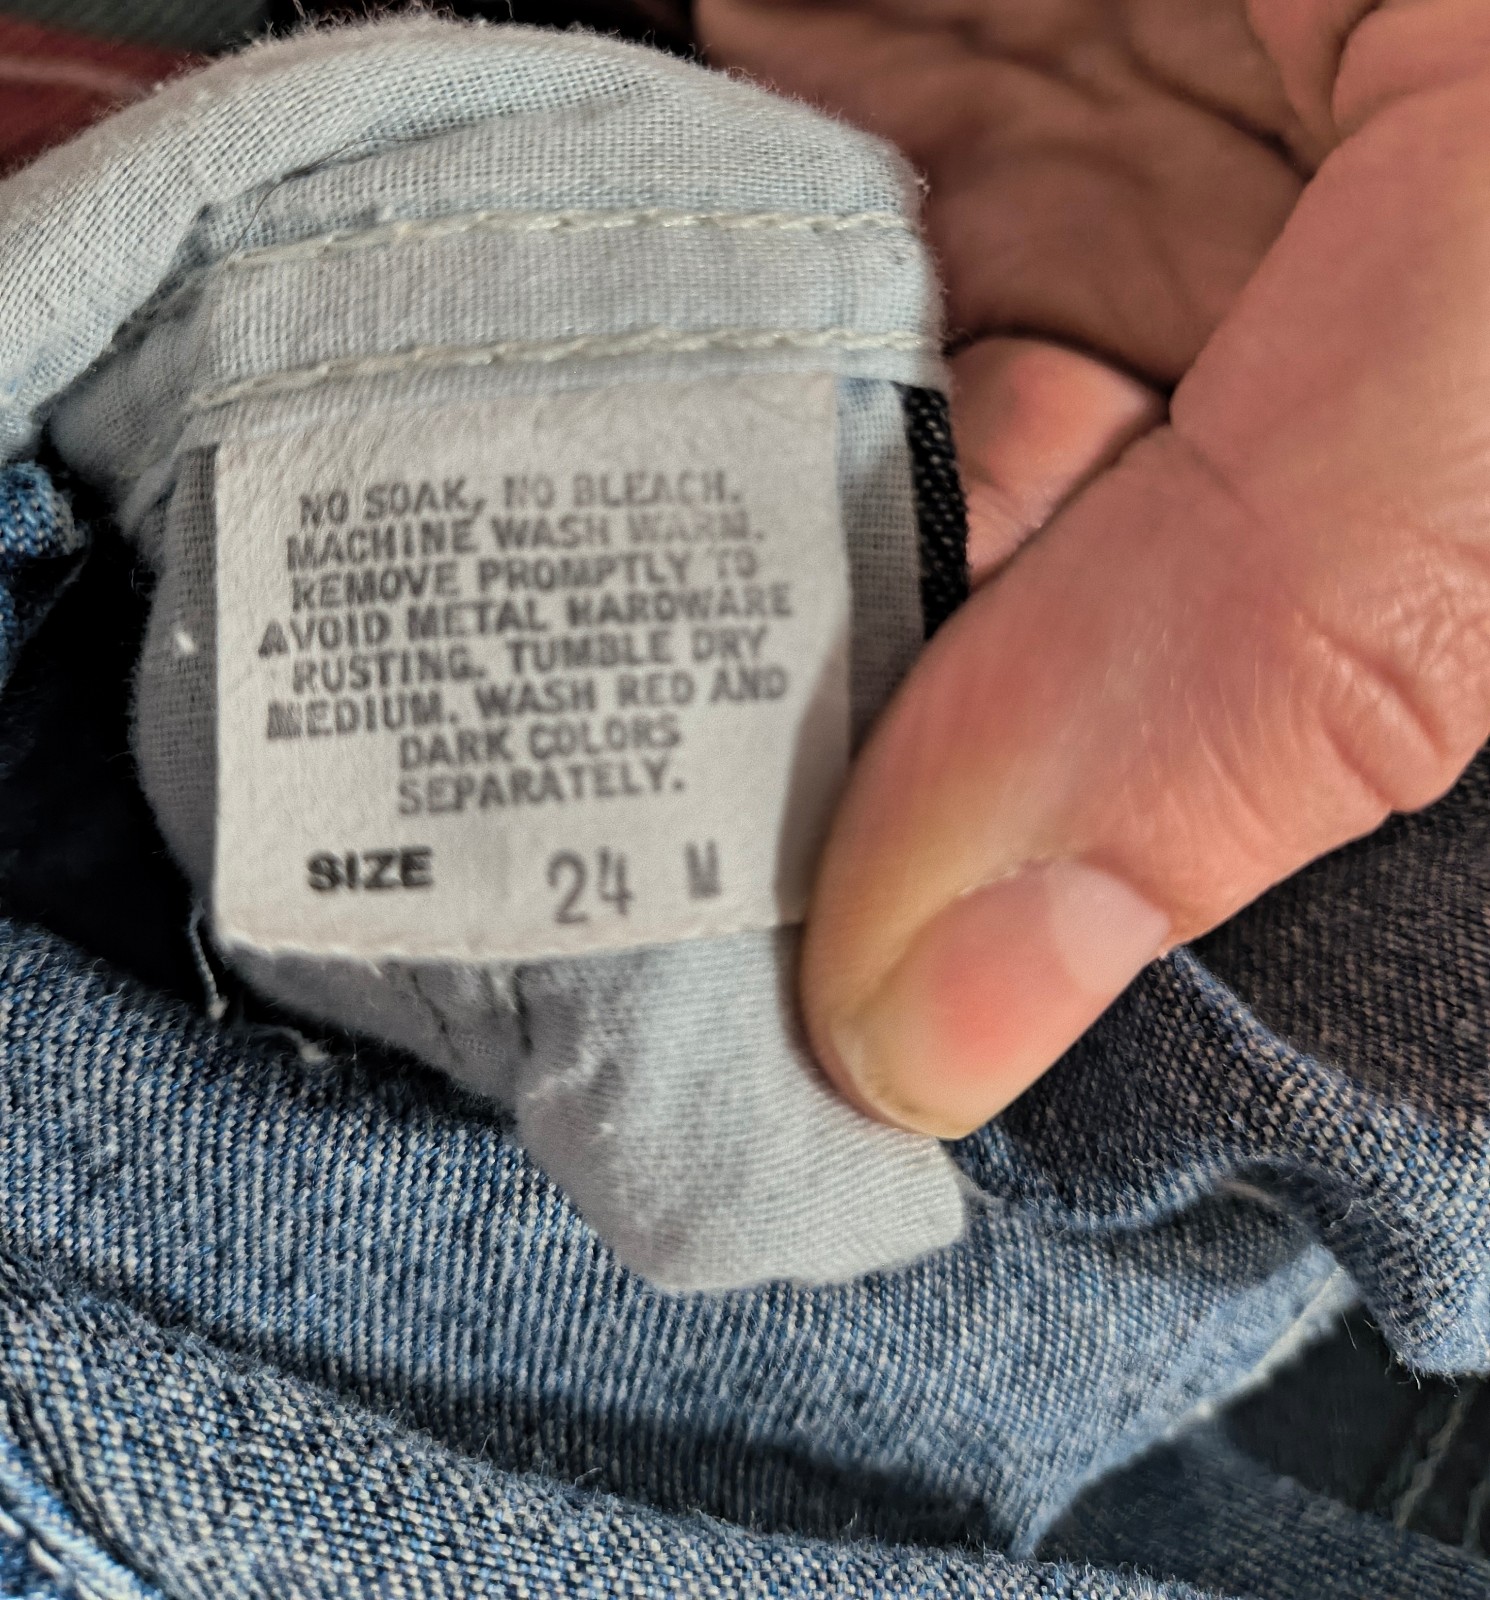 NO SOAK, NO BLEACH.
MACHINE WASH WARM.
REMOVE PROMPTLY TO
AVOID METAL HARDWARE
RUSTING. TUMBLE DRY
MEDIUM. WASH RED AND
DARK COLORS
SEPARATELY.
SIZE 24 M